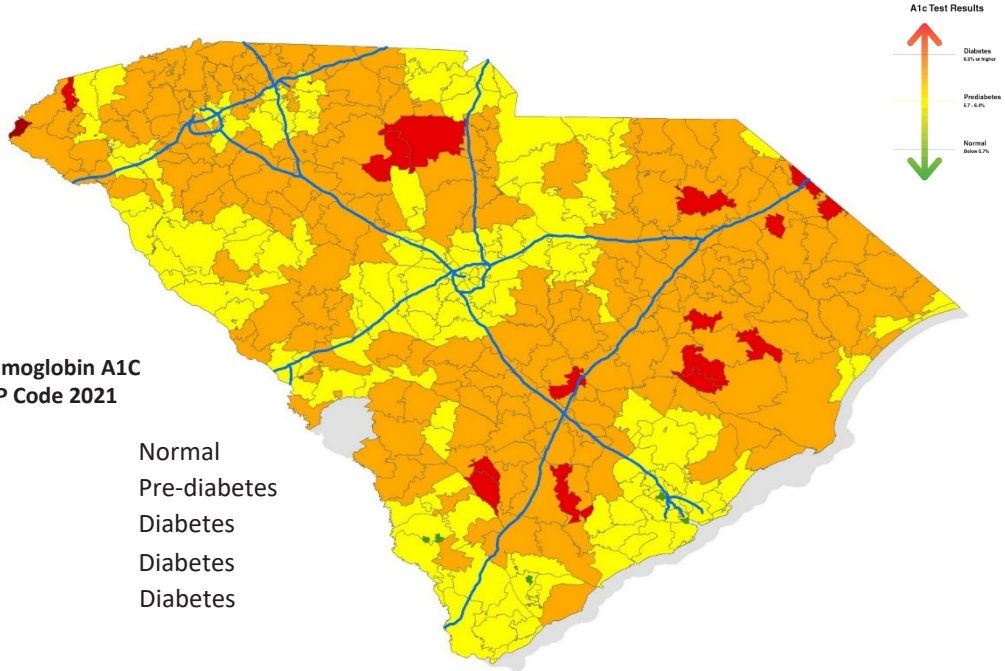 A1c Test Results
Diabetes
6.5% or higher
Prediabetes
5.7 - 6.4%
Normal
Below 5.7%
moglobin A1C
P Code 2021
Normal
Pre-diabetes
Diabetes
Diabetes
Diabetes